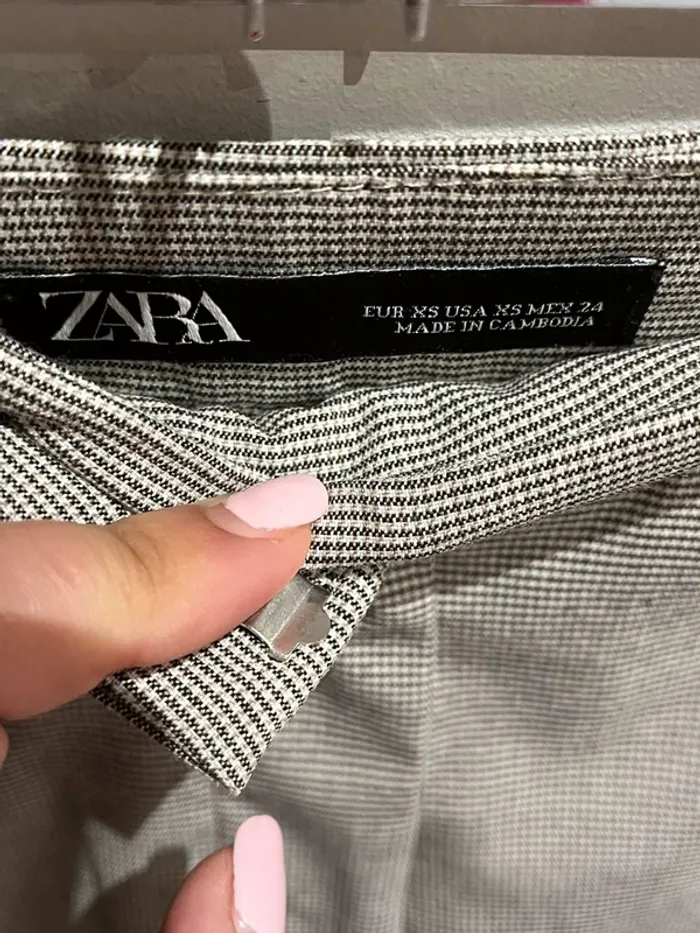 ZARA
EUR XS USA XS MEX 24
MADE IN CAMBODIA